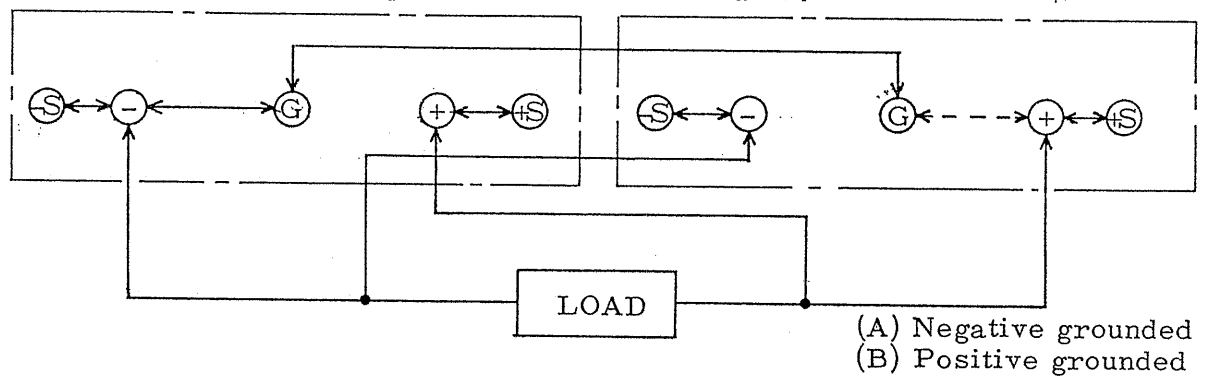 -S - G + +S -S - G + +S
LOAD
(A) Negative grounded
(B) Positive grounded